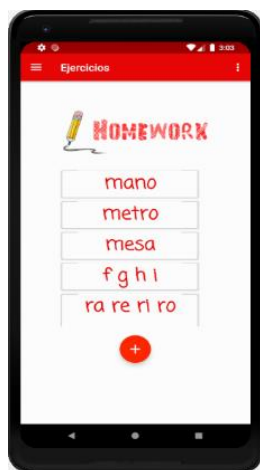 3:03
Ejercicios
HOMEWORK
mano
metro
mesa
f g h l
ra re ri ro
+